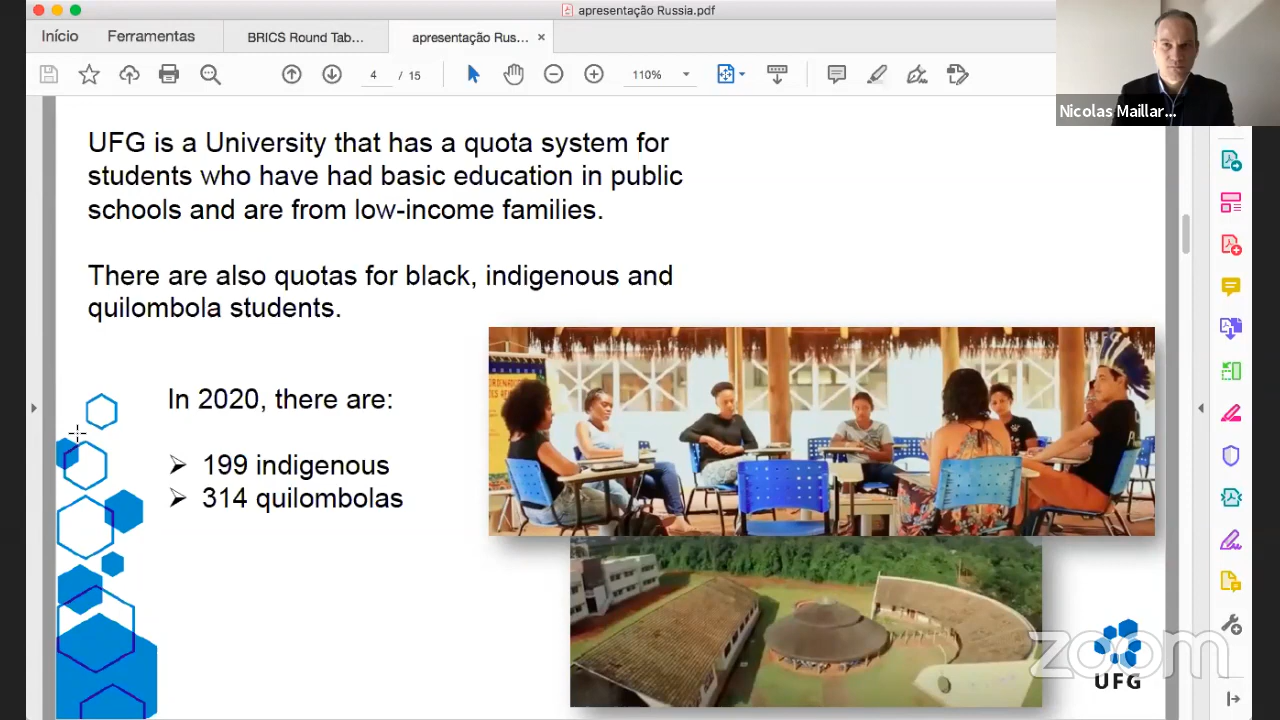 apresentação Russia.pdf
Início
Ferramentas
BRICS Round Tab...
apresentação Rus...
4 / 15
110%
Nicolas Maillar...
UFG is a University that has a quota system for
students who have had basic education in public
schools and are from low-income families.
There are also quotas for black, indigenous and
quilombola students.
In 2020, there are:
➢ 199 indigenous
➢ 314 quilombolas
UFG
zoom
UFG